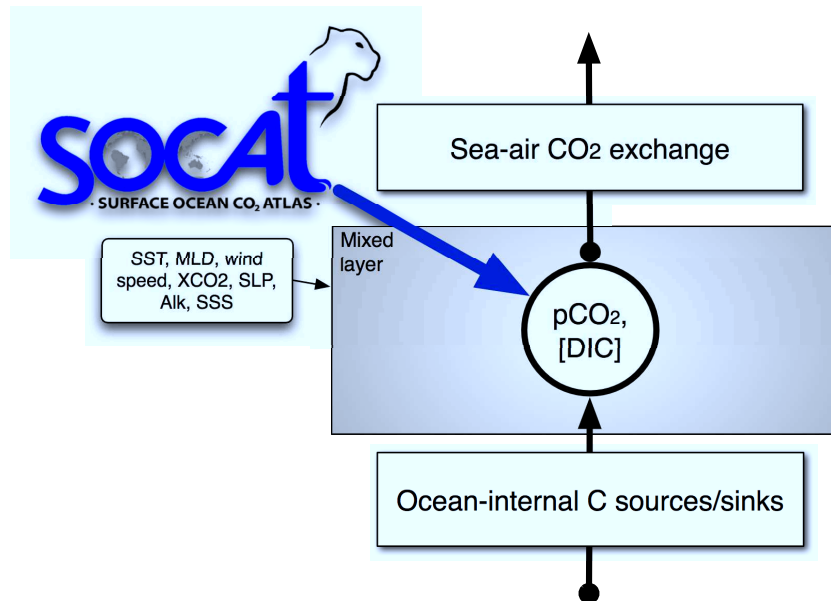 SOCAt
· SURFACE OCEAN CO₂ ATLAS ·
Sea-air CO2 exchange
Mixed
layer
SST, MLD, wind
speed, XCO2, SLP,
Alk, SSS
pCO2,
[DIC]
Ocean-internal C sources/sinks